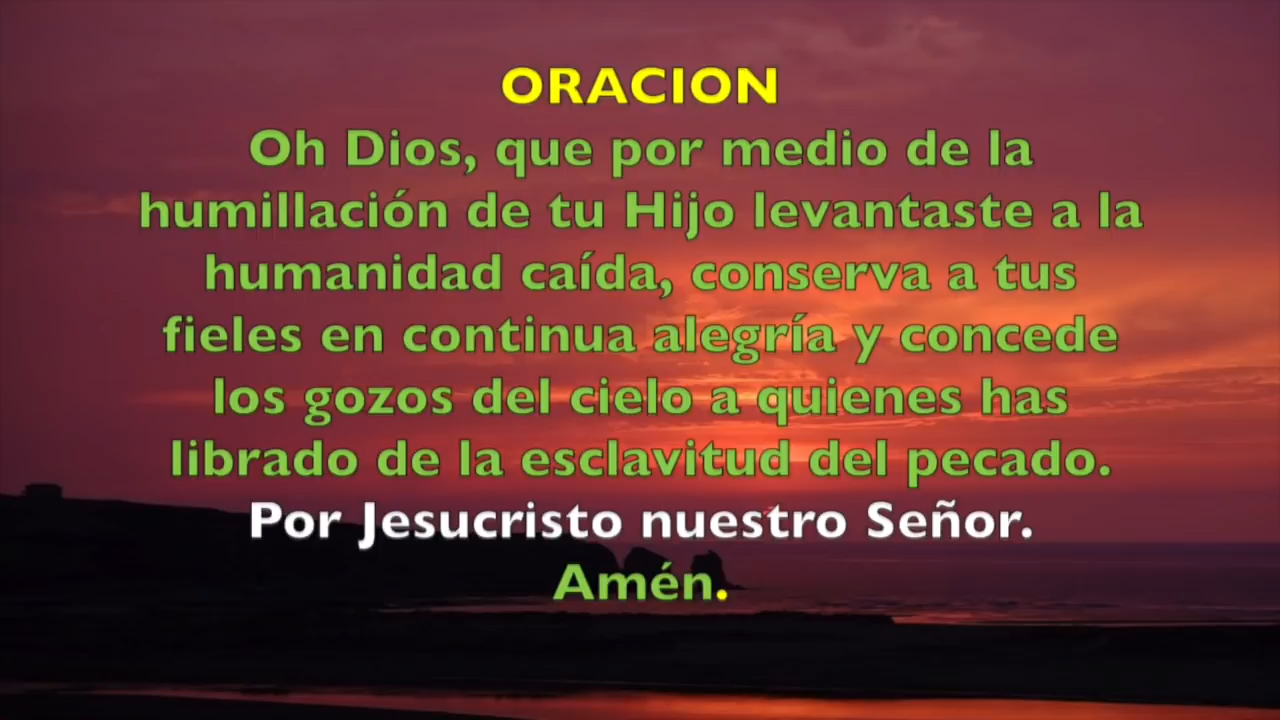 ORACION
Oh Dios, que por medio de la
humillación de tu Hijo levantaste a la
humanidad caída, conserva a tus
fieles en continua alegría y concede
los gozos del cielo a quienes has
librado de la esclavitud del pecado.
Por Jesucristo nuestro Señor.
Amén.